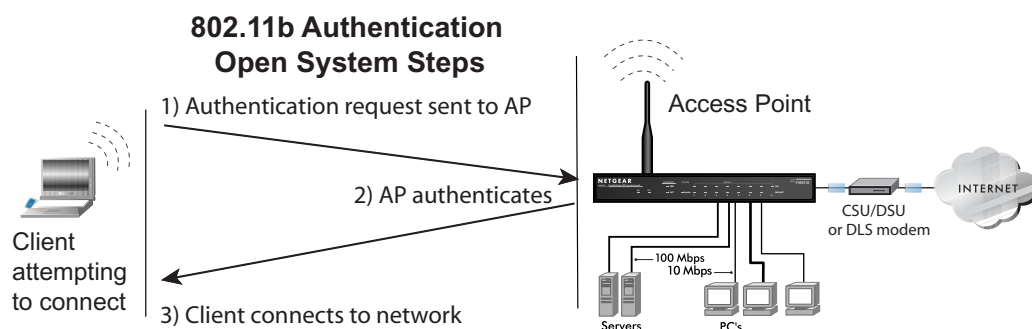 802.11b Authentication
Open System Steps
1) Authentication request sent to AP
Access Point
2) AP authenticates
NETGEAR
INTERNET
CSU/DSU
or DLS modem
Client
attempting
to connect
100 Mbps
10 Mbps
3) Client connects to network
Servers
PC's